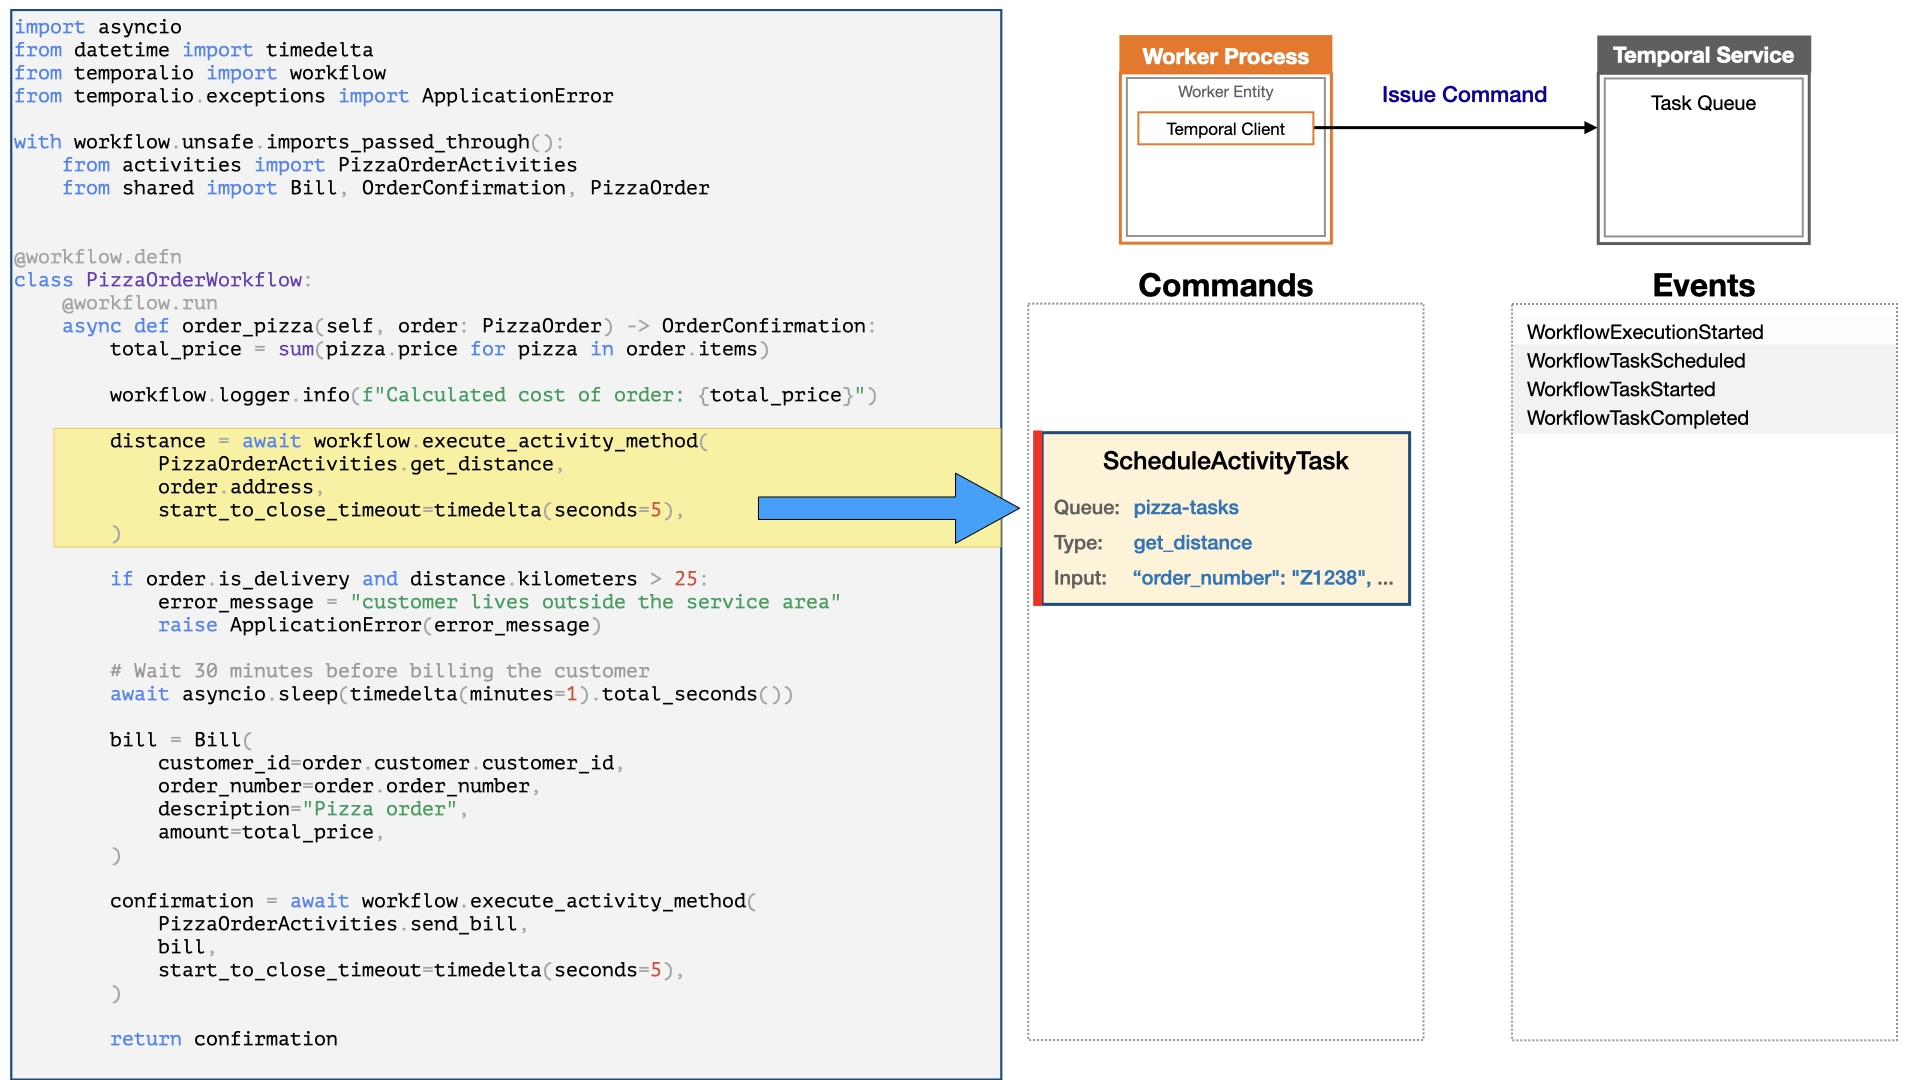 import asyncio
from datetime import timedelta
from temporalio import workflow
from temporalio.exceptions import ApplicationError

with workflow.unsafe.imports_passed_through():
    from activities import PizzaOrderActivities
    from shared import Bill, OrderConfirmation, PizzaOrder

@workflow.defn
class PizzaOrderWorkflow:
    @workflow.run
    async def order_pizza(self, order: PizzaOrder) -> OrderConfirmation:
        total_price = sum(pizza.price for pizza in order.items)

        workflow.logger.info(f"Calculated cost of order: {total_price}")

        distance = await workflow.execute_activity_method(
            PizzaOrderActivities.get_distance,
            order.address,
            start_to_close_timeout=timedelta(seconds=5),
        )

        if order.is_delivery and distance.kilometers > 25:
            error_message = "customer lives outside the service area"
            raise ApplicationError(error_message)

        # Wait 30 minutes before billing the customer
        await asyncio.sleep(timedelta(minutes=1).total_seconds())

        bill = Bill(
            customer_id=order.customer.customer_id,
            order_number=order.order_number,
            description="Pizza order",
            amount=total_price,
        )

        confirmation = await workflow.execute_activity_method(
            PizzaOrderActivities.send_bill,
            bill,
            start_to_close_timeout=timedelta(seconds=5),
        )

        return confirmation
Worker Process
Worker Entity
Temporal Client
Issue Command
Temporal Service
Task Queue
Commands
ScheduleActivityTask
Queue: pizza-tasks
Type: get_distance
Input: “order_number": "Z1238", ...
Events
WorkflowExecutionStarted
WorkflowTaskScheduled
WorkflowTaskStarted
WorkflowTaskCompleted